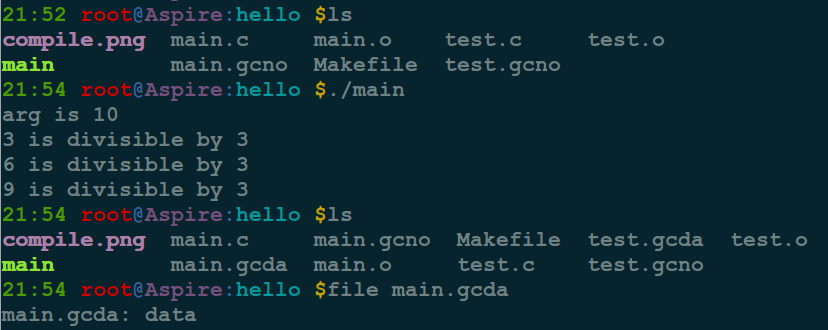 21:52 root@Aspire:hello $ls
compile.png  main.c     main.o    test.c     test.o
main         main.gcno  Makefile  test.gcno
21:54 root@Aspire:hello $./main
arg is 10
3 is divisible by 3
6 is divisible by 3
9 is divisible by 3
21:54 root@Aspire:hello $ls
compile.png  main.c     main.gcno  Makefile  test.gcda  test.o
main         main.gcda  main.o     test.c    test.gcno
21:54 root@Aspire:hello $file main.gcda
main.gcda: data